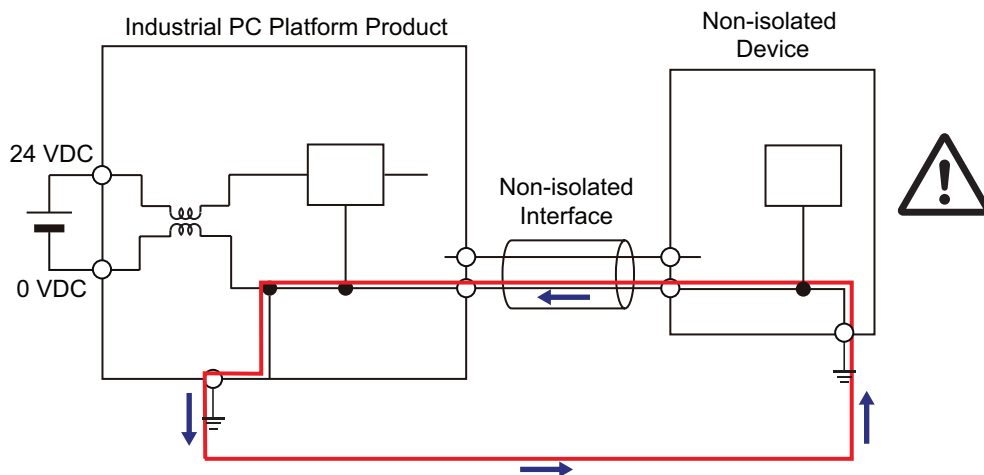 Industrial PC Platform Product
Non-isolated
Device
24 VDC
Non-isolated
Interface
0 VDC